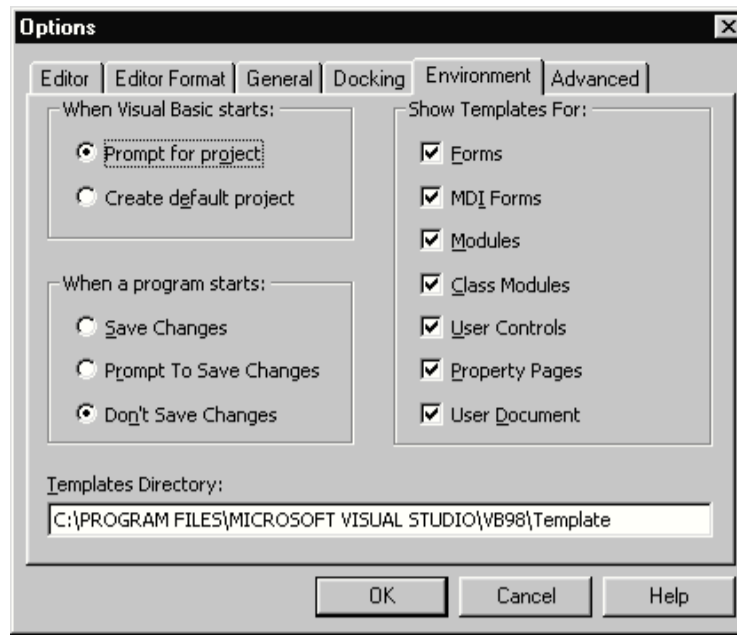 Options
Editor Editor Format General Docking Environment Advanced
When Visual Basic starts:
Prompt for project
Create default project
When a program starts:
Save Changes
Prompt To Save Changes
Don't Save Changes
Show Templates For:
Forms
MDI Forms
Modules
Class Modules
User Controls
Property Pages
User Document
Templates Directory:
C:\PROGRAM FILES\MICROSOFT VISUAL STUDIO\VB98\Template
OK Cancel Help